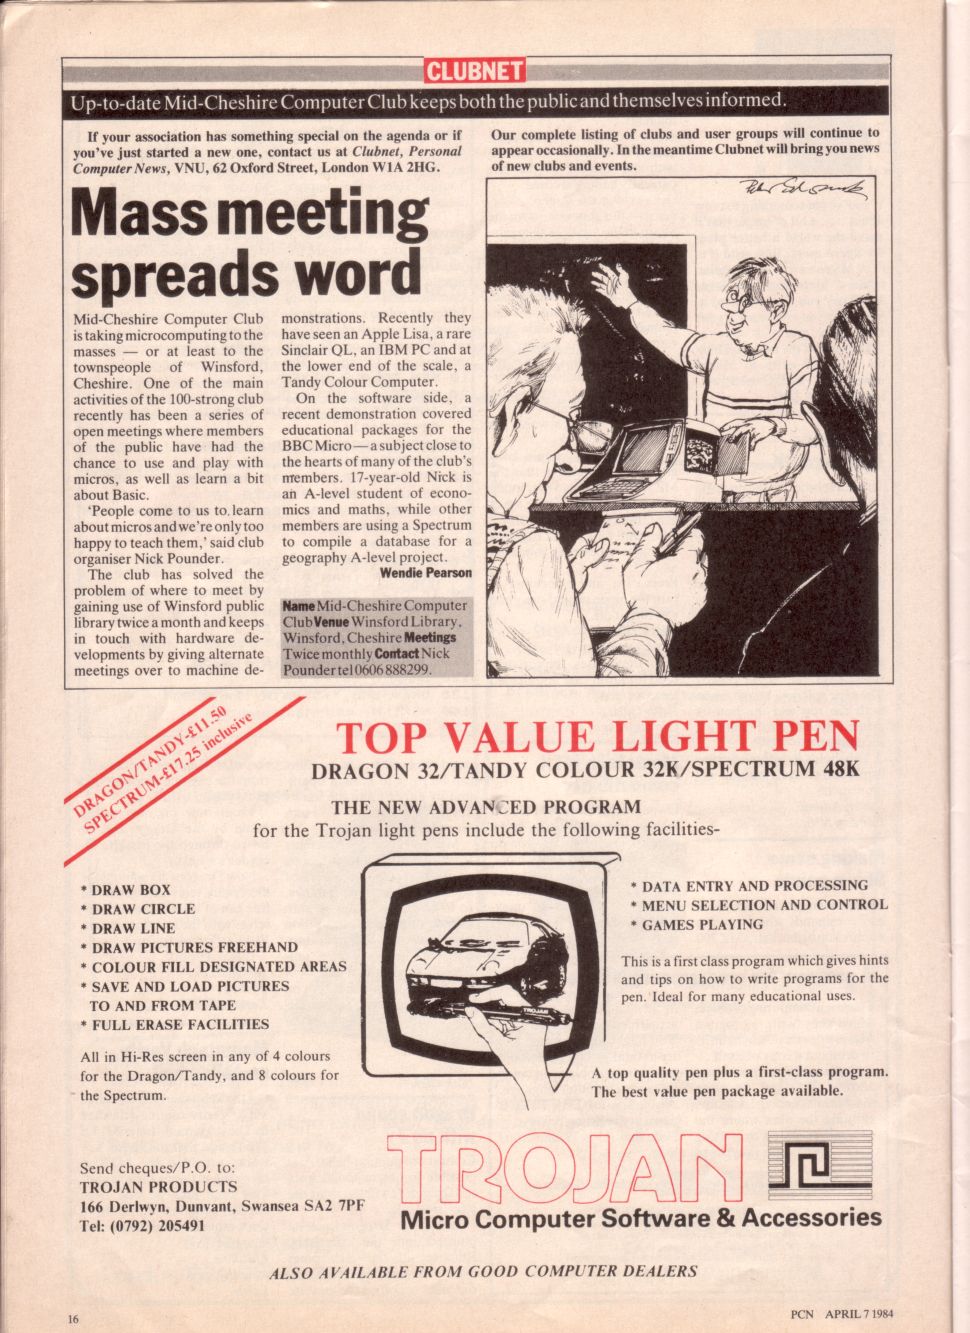 CLUBNET
Up-to-date Mid-Cheshire Computer Club keeps both the public and themselves informed.
If your association has something special on the agenda or if
you've just started a new one, contact us at Clubnet, Personal
Computer News, VNU, 62 Oxford Street, London W1A 2HG.
Our complete listing of clubs and user groups will continue to
appear occasionally. In the meantime Clubnet will bring you news
of new clubs and events.
Mass meeting
spreads word
Mid-Cheshire Computer Club
is taking microcomputing to the
masses — or at least to the
townspeople of Winsford,
Cheshire. One of the main
activities of the 100-strong club
recently has been a series of
open meetings where members
of the public have had the
chance to use and play with
micros, as well as learn a bit
about Basic.
'People come to us to learn
about micros and we're only too
happy to teach them,' said club
organiser Nick Pounder.
The club has solved the
problem of where to meet by
gaining use of Winsford public
library twice a month and keeps
in touch with hardware de-
velopments by giving alternate
meetings over to machine de-
monstrations. Recently they
have seen an Apple Lisa, a rare
Sinclair QL, an IBM PC and at
the lower end of the scale, a
Tandy Colour Computer.
On the software side, a
recent demonstration covered
educational packages for the
BBC Micro — a subject close to
the hearts of many of the club's
members. 17-year-old Nick is
an A-level student of econo-
mics and maths, while other
members are using a Spectrum
to compile a database for a
geography A-level project.
Wendie Pearson
Name Mid-Cheshire Computer
Club Venue Winsford Library,
Winsford, Cheshire Meetings
Twice monthly Contact Nick
Pounder tel 0606 888299.
DRAGON/TANDY-£11.50
SPECTRUM-£17.25 inclusive
TOP VALUE LIGHT PEN
DRAGON 32/TANDY COLOUR 32K/SPECTRUM 48K
THE NEW ADVANCED PROGRAM
for the Trojan light pens include the following facilities-
* DRAW BOX
* DRAW CIRCLE
* DRAW LINE
* DRAW PICTURES FREEHAND
* COLOUR FILL DESIGNATED AREAS
* SAVE AND LOAD PICTURES
TO AND FROM TAPE
* FULL ERASE FACILITIES
All in Hi-Res screen in any of 4 colours
for the Dragon/Tandy, and 8 colours for
the Spectrum.
TROJAN
* DATA ENTRY AND PROCESSING
* MENU SELECTION AND CONTROL
* GAMES PLAYING
This is a first class program which gives hints
and tips on how to write programs for the
pen. Ideal for many educational uses.
A top quality pen plus a first-class program.
The best value pen package available.
Send cheques/P.O. to:
TROJAN PRODUCTS
166 Derlwyn, Dunvant, Swansea SA2 7PF
Tel: (0792) 205491
TROJAN
Micro Computer Software & Accessories
ALSO AVAILABLE FROM GOOD COMPUTER DEALERS
16
PCN APRIL 7 1984